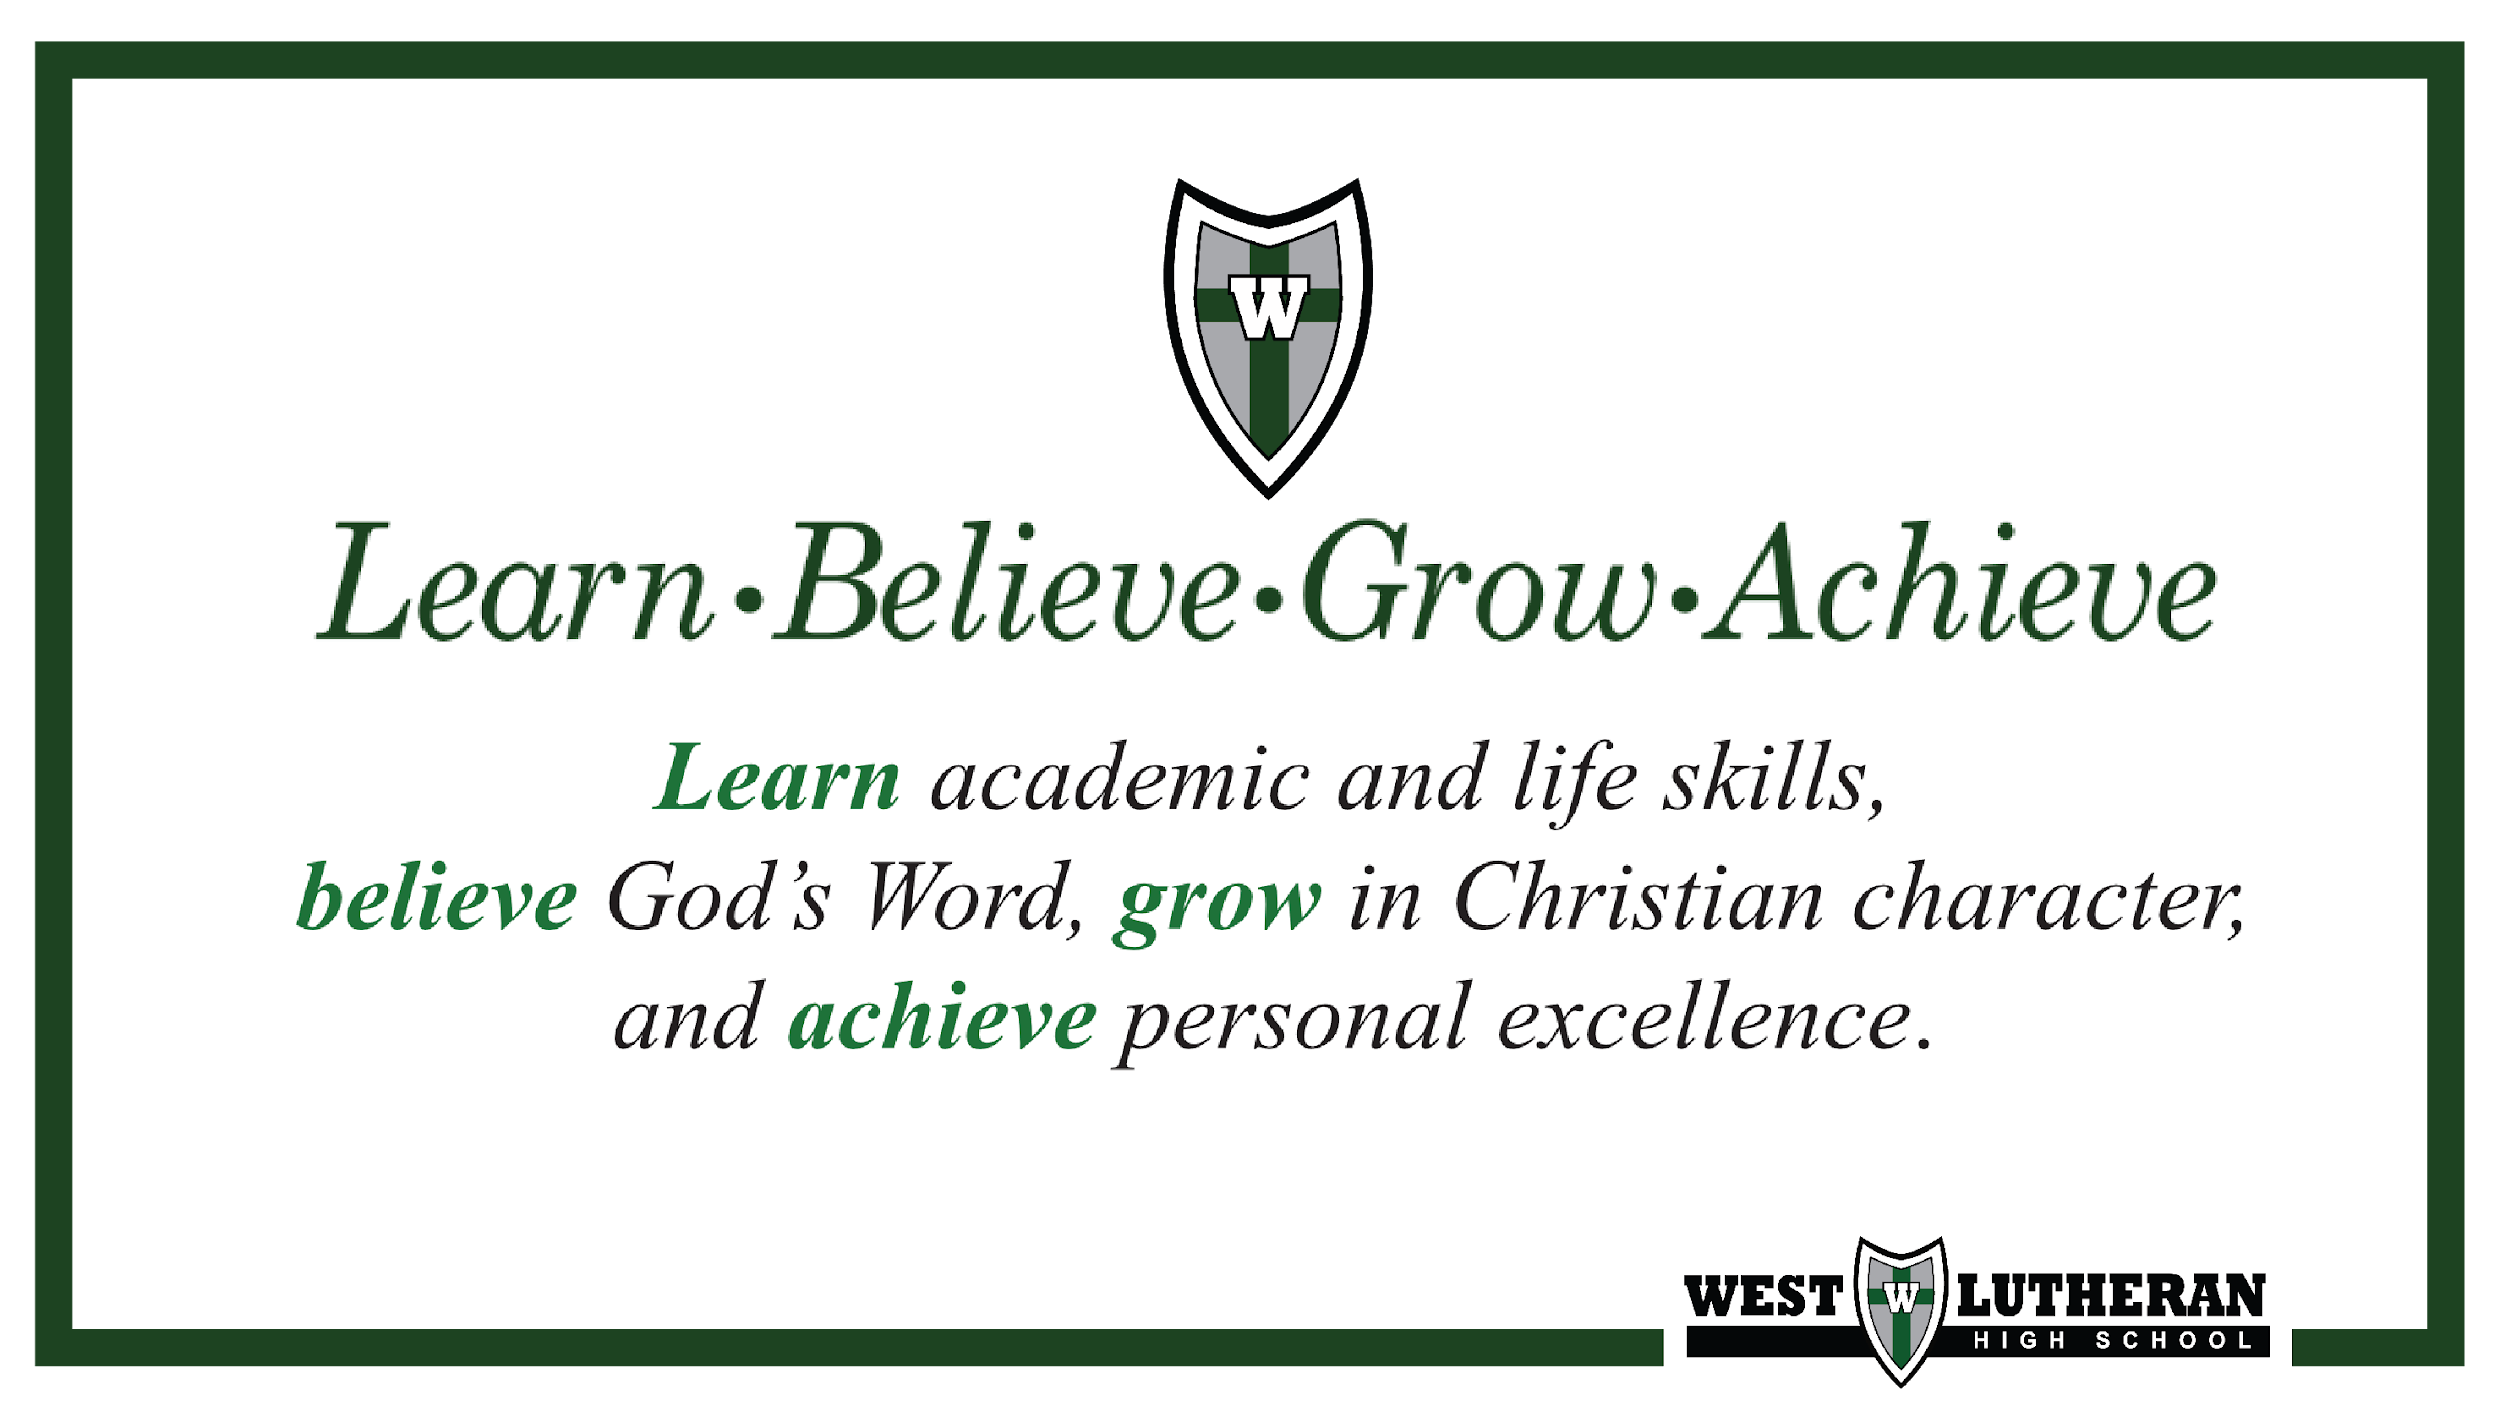 W
Learn•Believe•Grow•Achieve
Learn academic and life skills,
believe God’s Word, grow in Christian character,
and achieve personal excellence.
WEST W LUTHERAN
HIGH SCHOOL